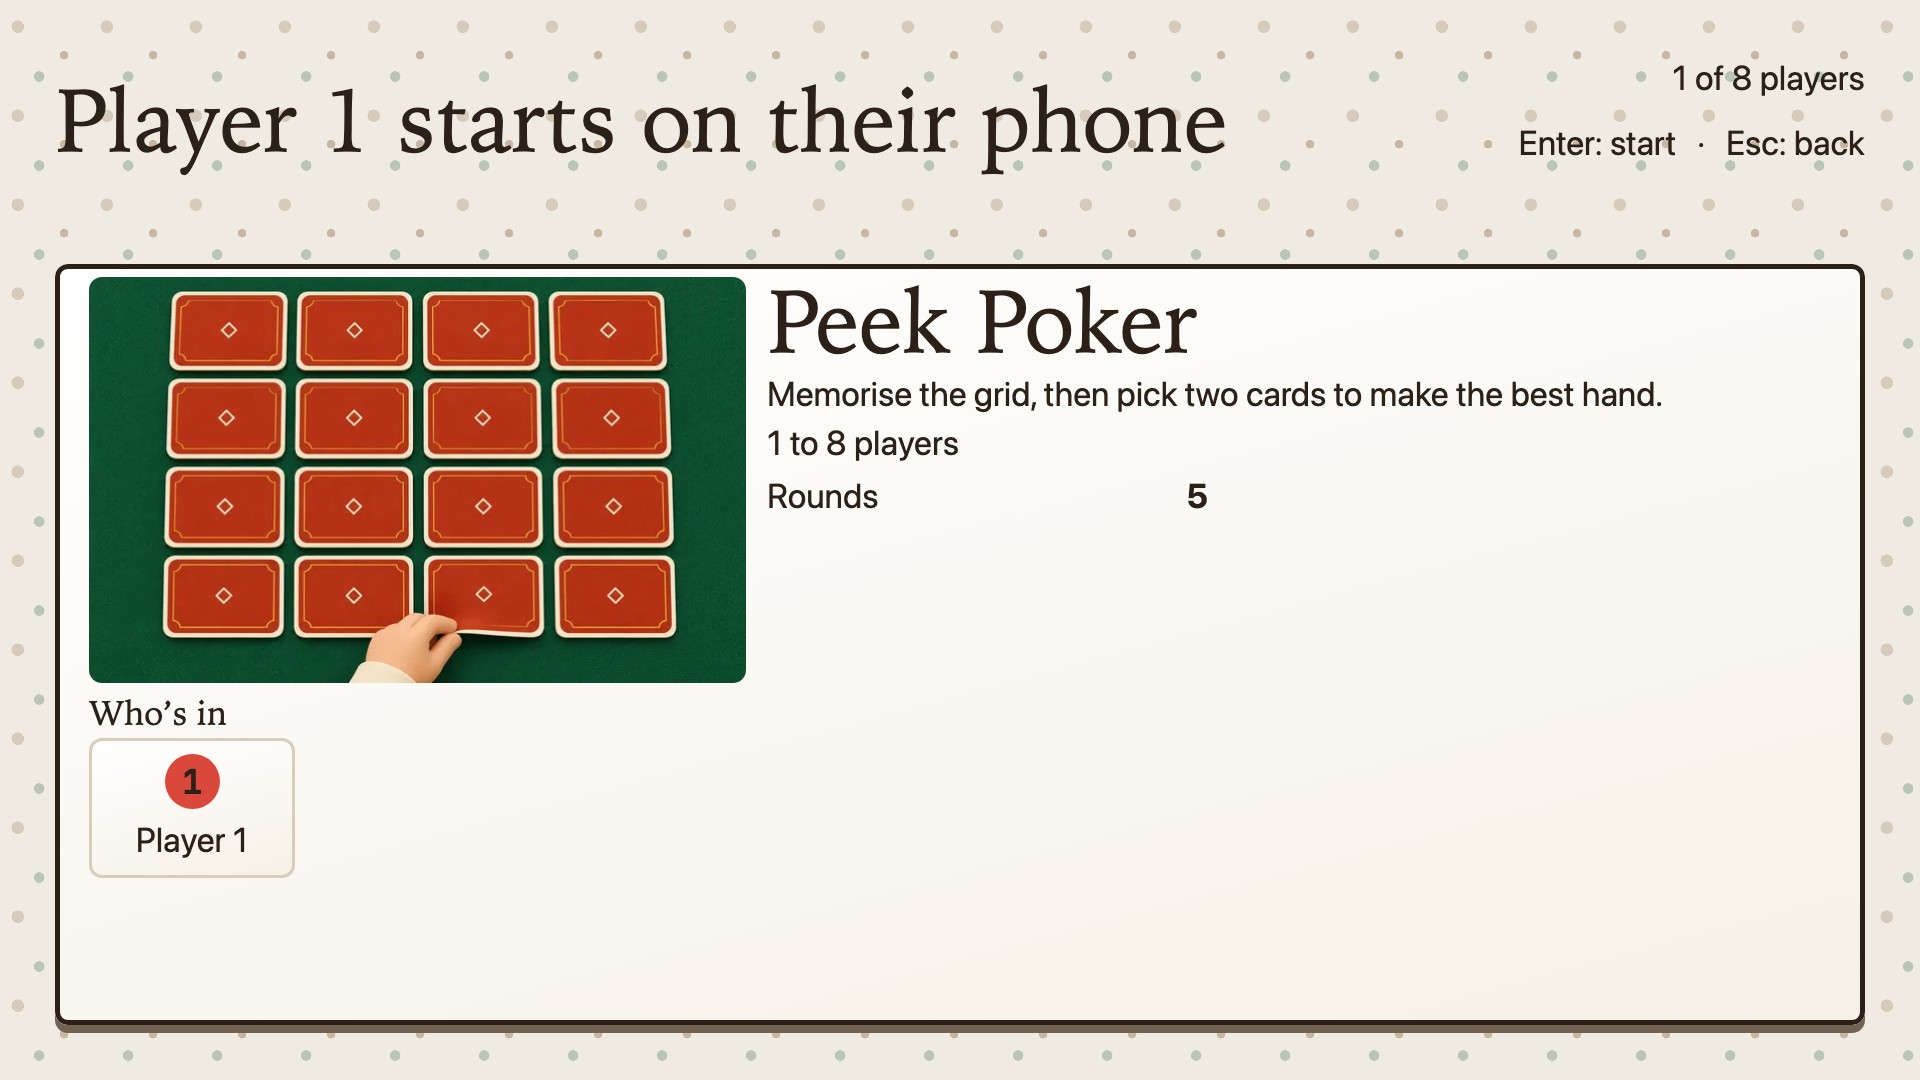 Player 1 starts on their phone
1 of 8 players
Enter: start · Esc: back
Peek Poker
Memorise the grid, then pick two cards to make the best hand.
1 to 8 players
Rounds 5
Who’s in
1
Player 1